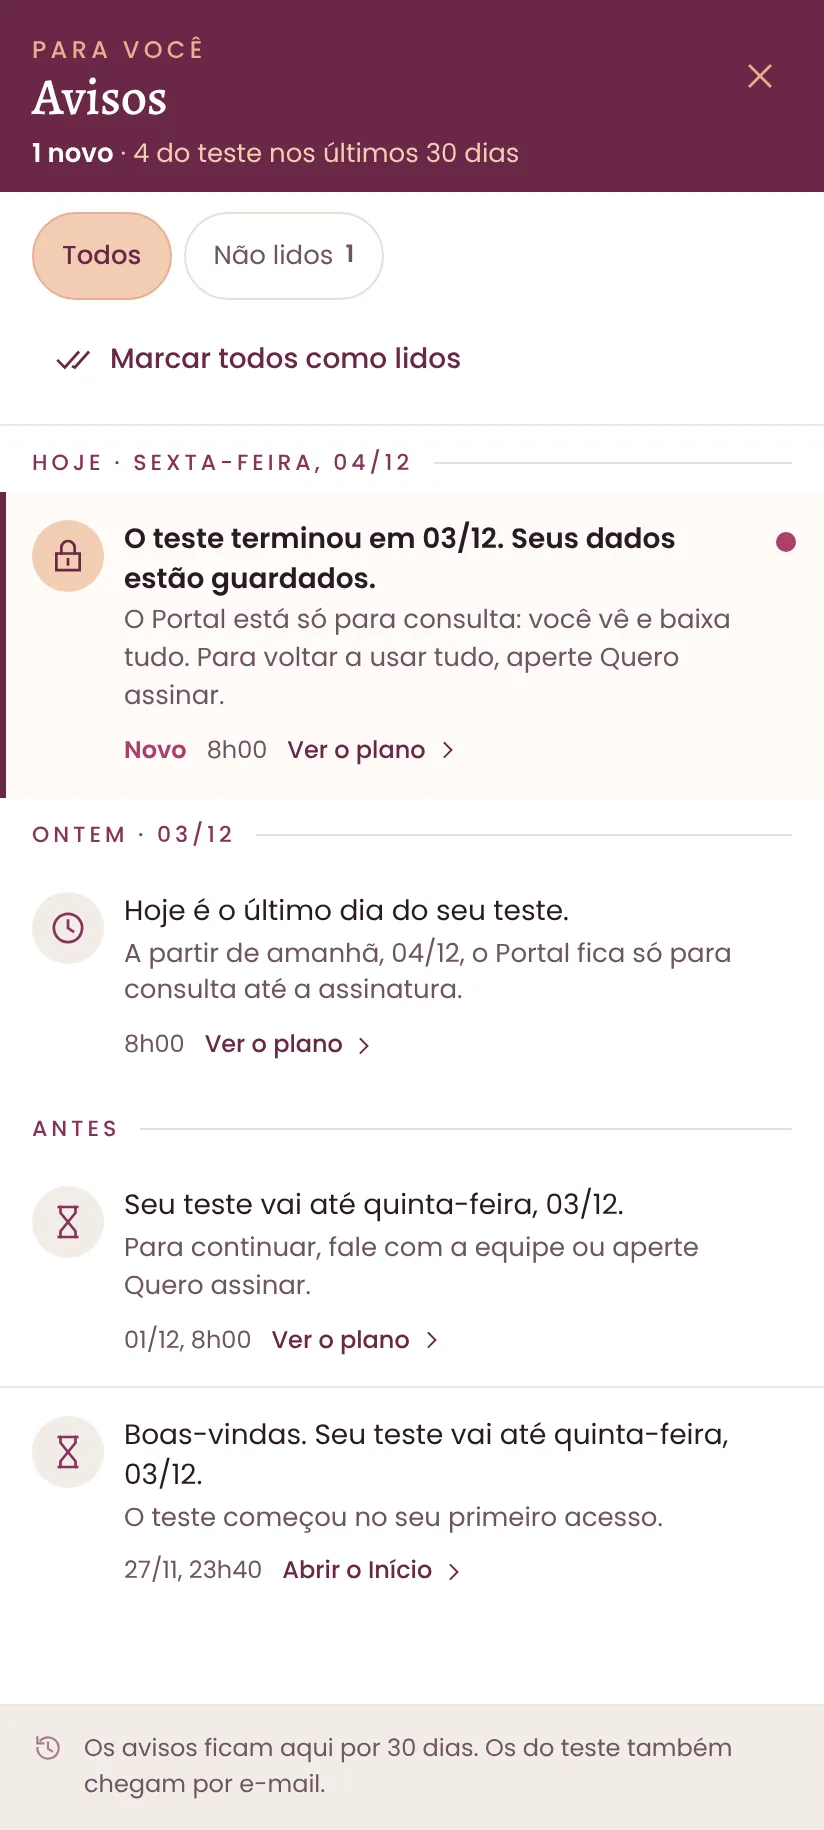 PARA VOCÊ
Avisos
1 novo · 4 do teste nos últimos 30 dias
Todos
Não lidos 1
Marcar todos como lidos
HOJE · SEXTA-FEIRA, 04/12
O teste terminou em 03/12. Seus dados
estão guardados.
O Portal está só para consulta: você vê e baixa
tudo. Para voltar a usar tudo, aperte Quero
assinar.
Novo 8h00 Ver o plano
ONTEM · 03/12
Hoje é o último dia do seu teste.
A partir de amanhã, 04/12, o Portal fica só para
consulta até a assinatura.
8h00 Ver o plano
ANTES
Seu teste vai até quinta-feira, 03/12.
Para continuar, fale com a equipe ou aperte
Quero assinar.
01/12, 8h00 Ver o plano
Boas-vindas. Seu teste vai até quinta-feira,
03/12.
O teste começou no seu primeiro acesso.
27/11, 23h40 Abrir o Início
Os avisos ficam aqui por 30 dias. Os do teste também
chegam por e-mail.